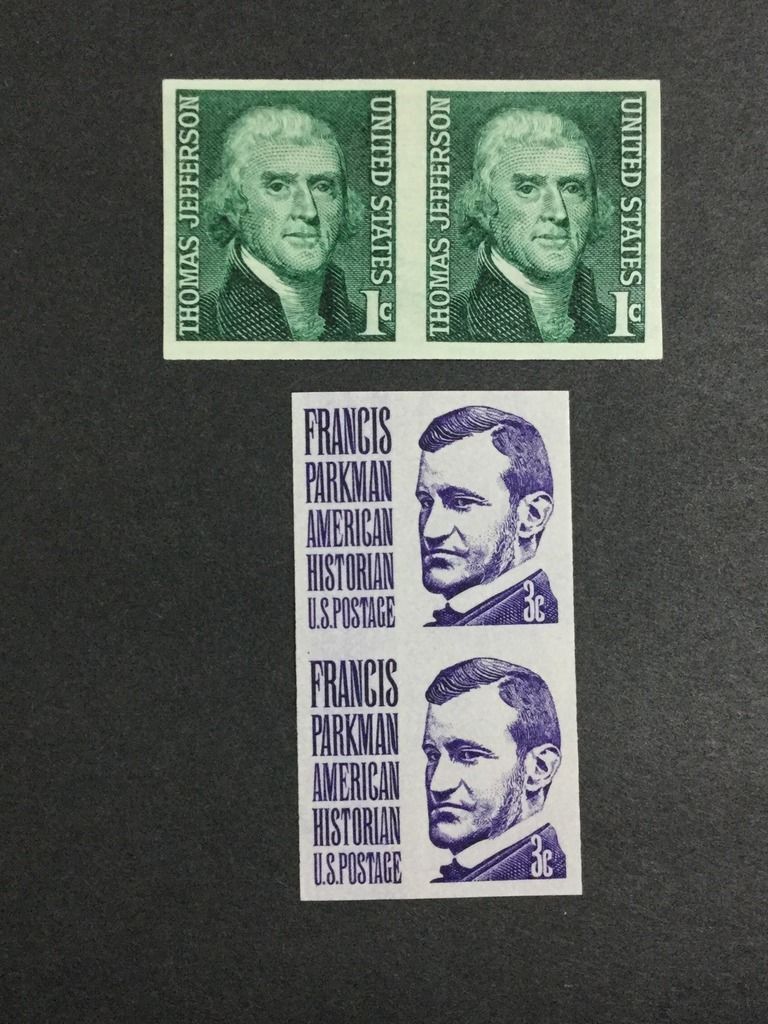 THOMAS JEFFERSON
UNITED STATES
1c
THOMAS JEFFERSON
UNITED STATES
1c
FRANCIS
PARKMAN
AMERICAN
HISTORIAN
U.S.POSTAGE
3c
FRANCIS
PARKMAN
AMERICAN
HISTORIAN
U.S.POSTAGE
3c